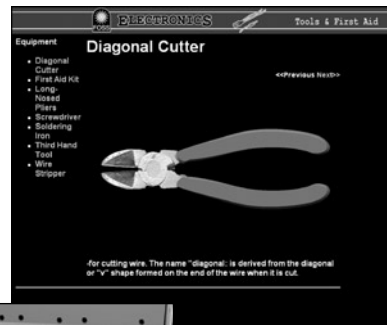 ELECTRONICS
Tools & First Aid
Equipment
Diagonal Cutter
First Aid Kit
Long-Nosed Pliers
Screwdriver
Soldering Iron
Third Hand Tool
Wire Stripper
Diagonal Cutter
<<Previous Next>>
-for cutting wire. The name "diagonal: is derived from the diagonal
or "v" shape formed on the end of the wire when it is cut.